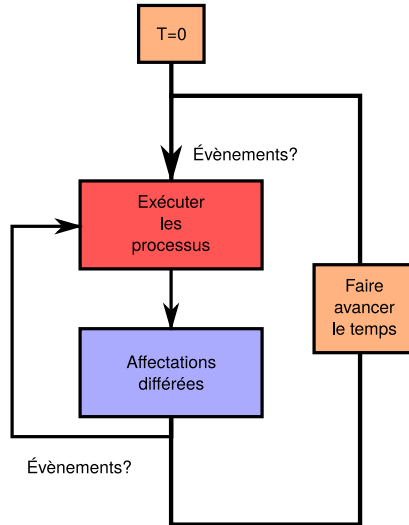 T=0
Évènements?
Exécuter
les
processus
Faire
avancer
le temps
Affectations
différées
Évènements?